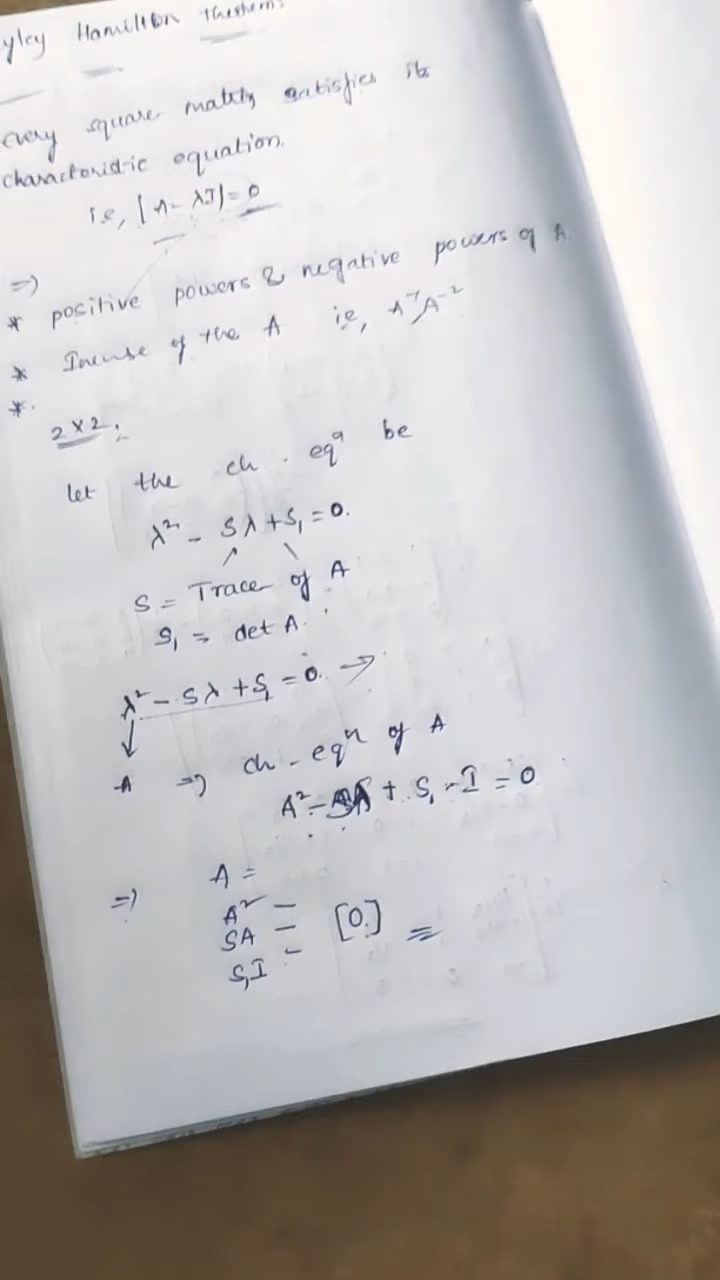 yley Hamilton Theorem:
every square matrix satisfies its
characteristic equation.
i.e, |A - λI| = 0
=>
* positive powers & negative powers of A
* Inverse of the A i.e, A⁻¹, A⁻²
*.
2×2:
let the ch. eqⁿ be
λ² - Sλ + S₁ = 0.
S = Trace of A
S₁ = det A.
λ² - Sλ + S₁ = 0. →
A => ch - eqⁿ of A
A² - SA + S₁ - I = 0
=> A =
A² =
SA = [0.] =
S₁I =